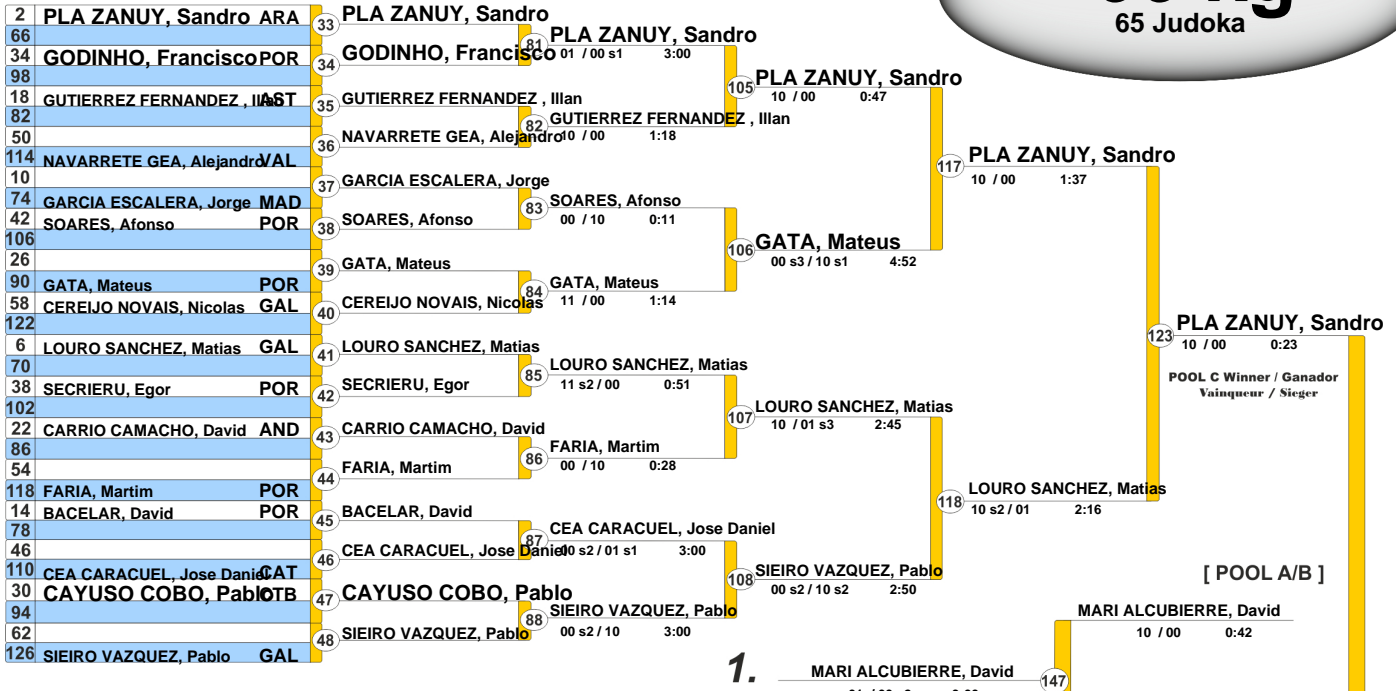 65 Judoka
2 PLA ZANUY, Sandro ARA
66
34 GODINHO, Francisco POR
98
18 GUTIERREZ FERNANDEZ , Illan AST
82
50
114 NAVARRETE GEA, Alejandro VAL
10
74 GARCIA ESCALERA, Jorge MAD
42 SOARES, Afonso POR
106
26
90 GATA, Mateus POR
58 CEREIJO NOVAIS, Nicolas GAL
122
6 LOURO SANCHEZ, Matias GAL
70
38 SECRIERU, Egor POR
102
22 CARRIO CAMACHO, David AND
86
54
118 FARIA, Martim POR
14 BACELAR, David POR
78
46
110 CEA CARACUEL, Jose Daniel CAT
30 CAYUSO COBO, Pablo CTB
94
62
126 SIEIRO VAZQUEZ, Pablo GAL
33 PLA ZANUY, Sandro
34 GODINHO, Francisco
35 GUTIERREZ FERNANDEZ , Illan
36 NAVARRETE GEA, Alejandro
37 GARCIA ESCALERA, Jorge
38 SOARES, Afonso
39 GATA, Mateus
40 CEREIJO NOVAIS, Nicolas
41 LOURO SANCHEZ, Matias
42 SECRIERU, Egor
43 CARRIO CAMACHO, David
44 FARIA, Martim
45 BACELAR, David
46 CEA CARACUEL, Jose Daniel
47 CAYUSO COBO, Pablo
48 SIEIRO VAZQUEZ, Pablo
81 PLA ZANUY, Sandro
01 / 00 s1 3:00
82 GUTIERREZ FERNANDEZ , Illan
10 / 00 1:18
83 SOARES, Afonso
00 / 10 0:11
84 GATA, Mateus
11 / 00 1:14
85 LOURO SANCHEZ, Matias
11 s2 / 00 0:51
86 FARIA, Martim
00 / 10 0:28
87 CEA CARACUEL, Jose Daniel
00 s2 / 01 s1 3:00
88 SIEIRO VAZQUEZ, Pablo
00 s2 / 10 3:00
105 PLA ZANUY, Sandro
10 / 00 0:47
106 GATA, Mateus
00 s3 / 10 s1 4:52
107 LOURO SANCHEZ, Matias
10 / 01 s3 2:45
108 SIEIRO VAZQUEZ, Pablo
00 s2 / 10 s2 2:50
117 PLA ZANUY, Sandro
10 / 00 1:37
118 LOURO SANCHEZ, Matias
10 s2 / 01 2:16
123 PLA ZANUY, Sandro
10 / 00 0:23
POOL C Winner / Ganador
Vainqueur / Sieger
[ POOL A/B ]
MARI ALCUBIERRE, David
10 / 00 0:42
1. MARI ALCUBIERRE, David
147